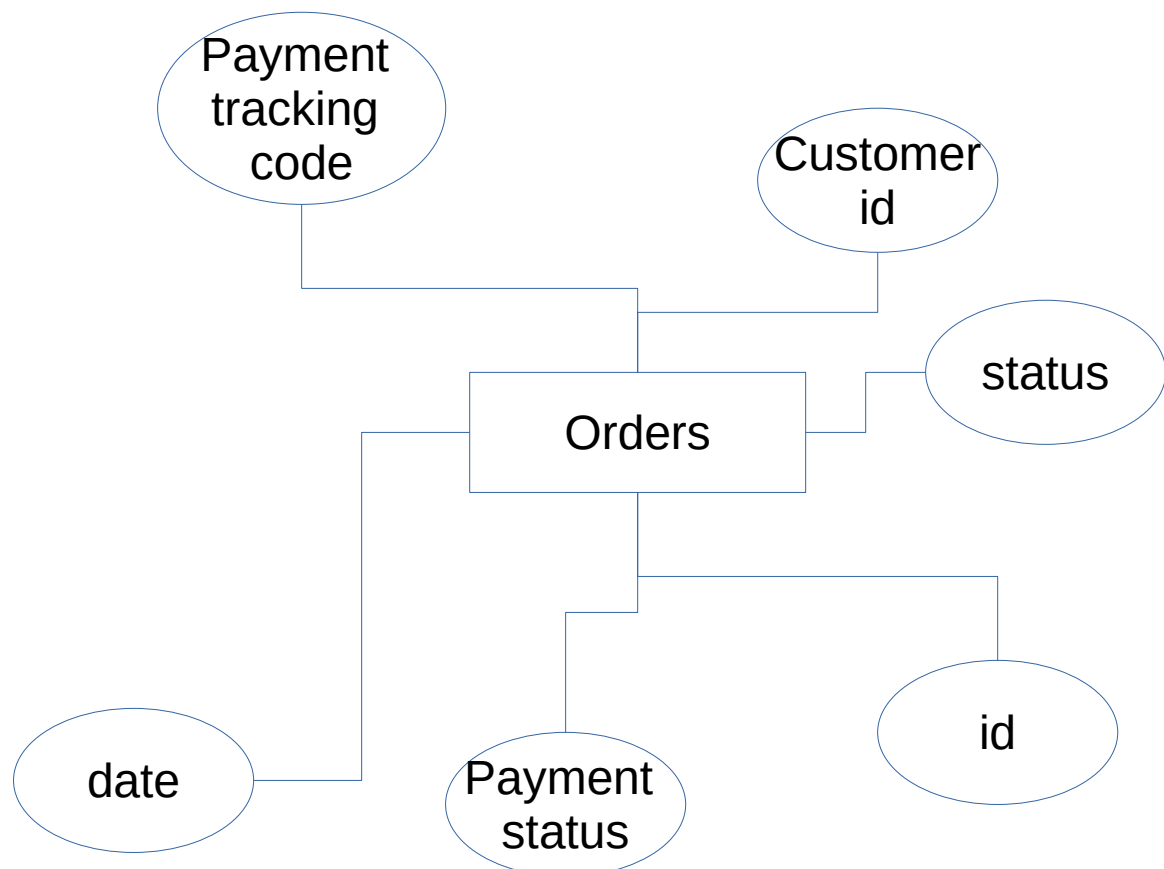 Payment
tracking
code
Customer
id
status
Orders
id
date
Payment
status